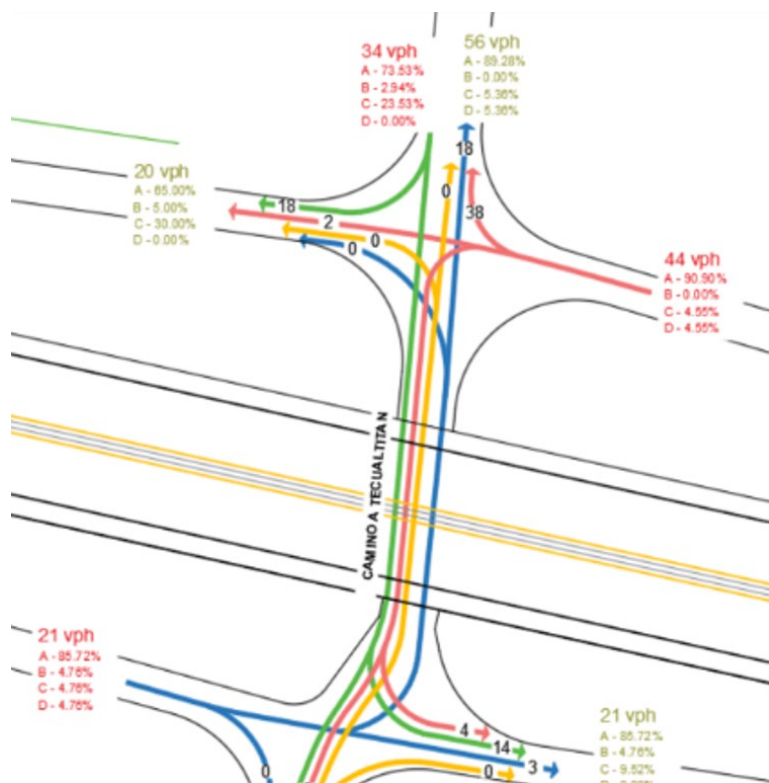 34 vph
A - 73.53%
B - 2.94%
C - 23.53%
D - 0.00%
56 vph
A - 89.28%
B - 0.00%
C - 5.36%
D - 5.36%
18
0
38
20 vph
A - 65.00%
B - 5.00%
C - 30.00%
D - 0.00%
18
2
0
0
44 vph
A - 90.90%
B - 0.00%
C - 4.55%
D - 4.55%
CAMINO A TECUALTITAN
21 vph
A - 85.72%
B - 4.76%
C - 4.76%
D - 4.76%
0
4
14
3
0
21 vph
A - 85.72%
B - 4.76%
C - 9.52%